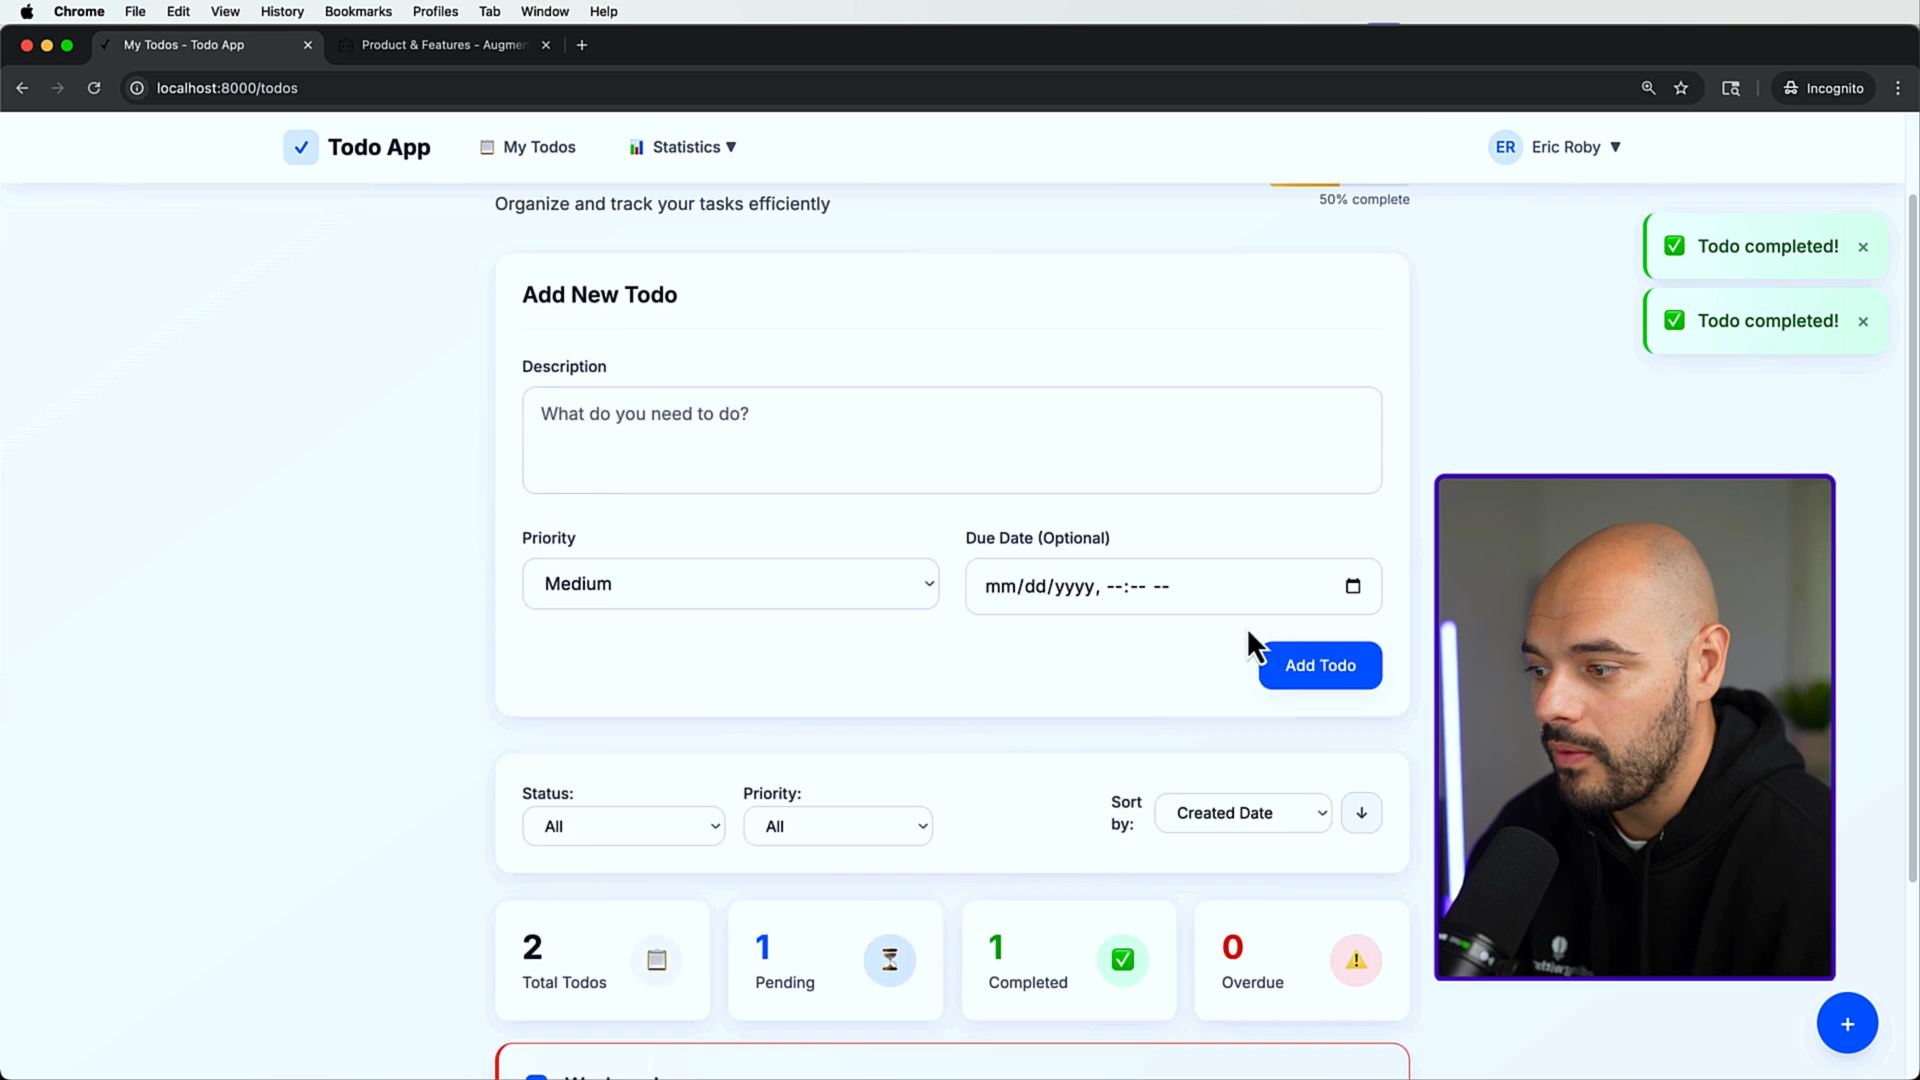 Chrome File Edit View History Bookmarks Profiles Tab Window Help
My Todos - Todo App
Product & Features - Augmen
localhost:8000/todos
Incognito
Todo App
My Todos
Statistics ▼
ER Eric Roby ▼
Organize and track your tasks efficiently
50% complete
Todo completed!
Todo completed!
Add New Todo
Description
What do you need to do?
Priority
Due Date (Optional)
Medium
mm/dd/yyyy, --:-- --
Add Todo
Status:
Priority:
Sort by:
All
All
Created Date
2
Total Todos
1
Pending
1
Completed
0
Overdue
+